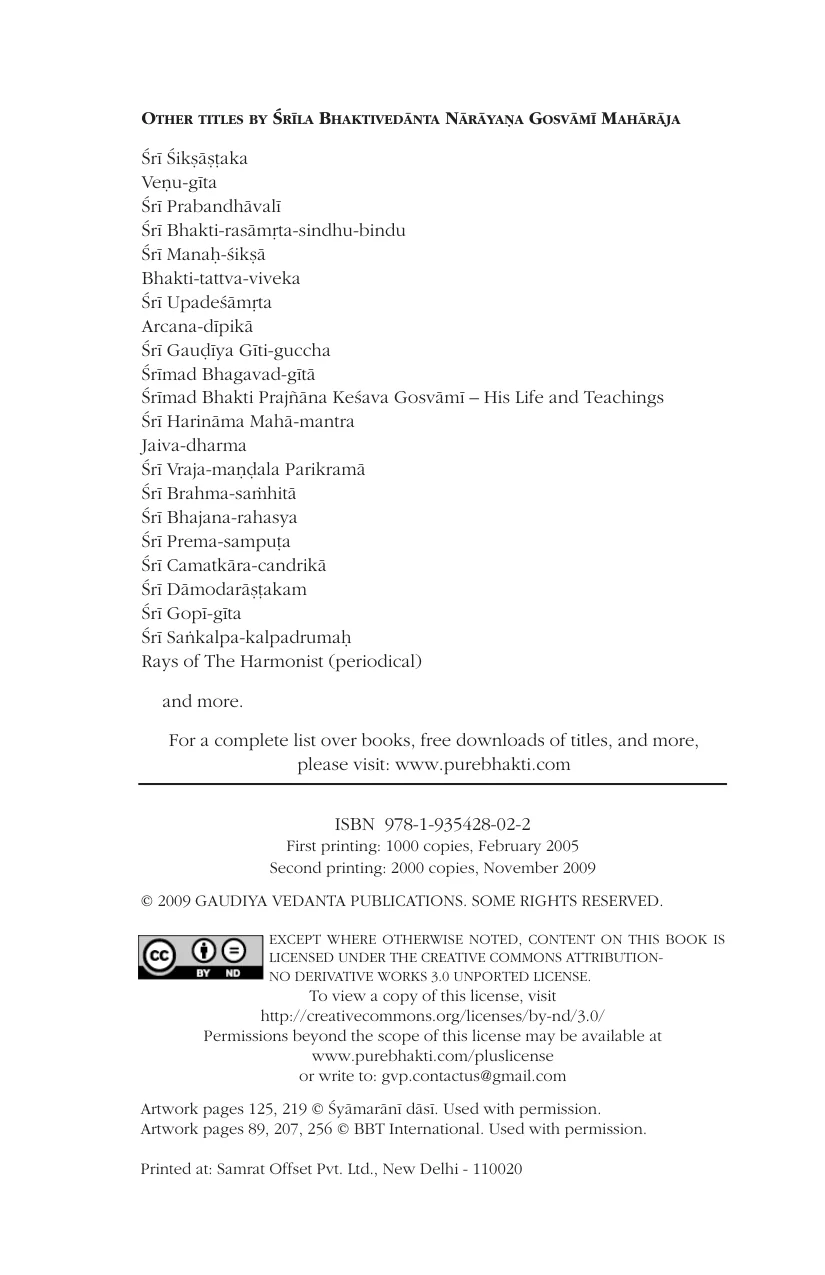 OTHER TITLES BY ŚRĪLA BHAKTIVEDĀNTA NĀRĀYAṆA GOSVĀMĪ MAHĀRĀJA
Śrī Śikṣāṣṭaka
Veṇu-gīta
Śrī Prabandhāvalī
Śrī Bhakti-rasāmṛta-sindhu-bindu
Śrī Manaḥ-śikṣā
Bhakti-tattva-viveka
Śrī Upadeśāmṛta
Arcana-dīpikā
Śrī Gauḍīya Gīti-guccha
Śrīmad Bhagavad-gītā
Śrīmad Bhakti Prajñāna Keśava Gosvāmī – His Life and Teachings
Śrī Harināma Mahā-mantra
Jaiva-dharma
Śrī Vraja-maṇḍala Parikramā
Śrī Brahma-saṁhitā
Śrī Bhajana-rahasya
Śrī Prema-sampuṭa
Śrī Camatkāra-candrikā
Śrī Dāmodarāṣṭakam
Śrī Gopī-gīta
Śrī Saṅkalpa-kalpadrumaḥ
Rays of The Harmonist (periodical)
and more.
For a complete list over books, free downloads of titles, and more,
please visit: www.purebhakti.com
ISBN 978-1-935428-02-2
First printing: 1000 copies, February 2005
Second printing: 2000 copies, November 2009
© 2009 GAUDIYA VEDANTA PUBLICATIONS. SOME RIGHTS RESERVED.
cc BY ND
EXCEPT WHERE OTHERWISE NOTED, CONTENT ON THIS BOOK IS
LICENSED UNDER THE CREATIVE COMMONS ATTRIBUTION-
NO DERIVATIVE WORKS 3.0 UNPORTED LICENSE.
To view a copy of this license, visit
http://creativecommons.org/licenses/by-nd/3.0/
Permissions beyond the scope of this license may be available at
www.purebhakti.com/pluslicense
or write to: gvp.contactus@gmail.com
Artwork pages 125, 219 © Śyāmarānī dāsī. Used with permission.
Artwork pages 89, 207, 256 © BBT International. Used with permission.
Printed at: Samrat Offset Pvt. Ltd., New Delhi - 110020